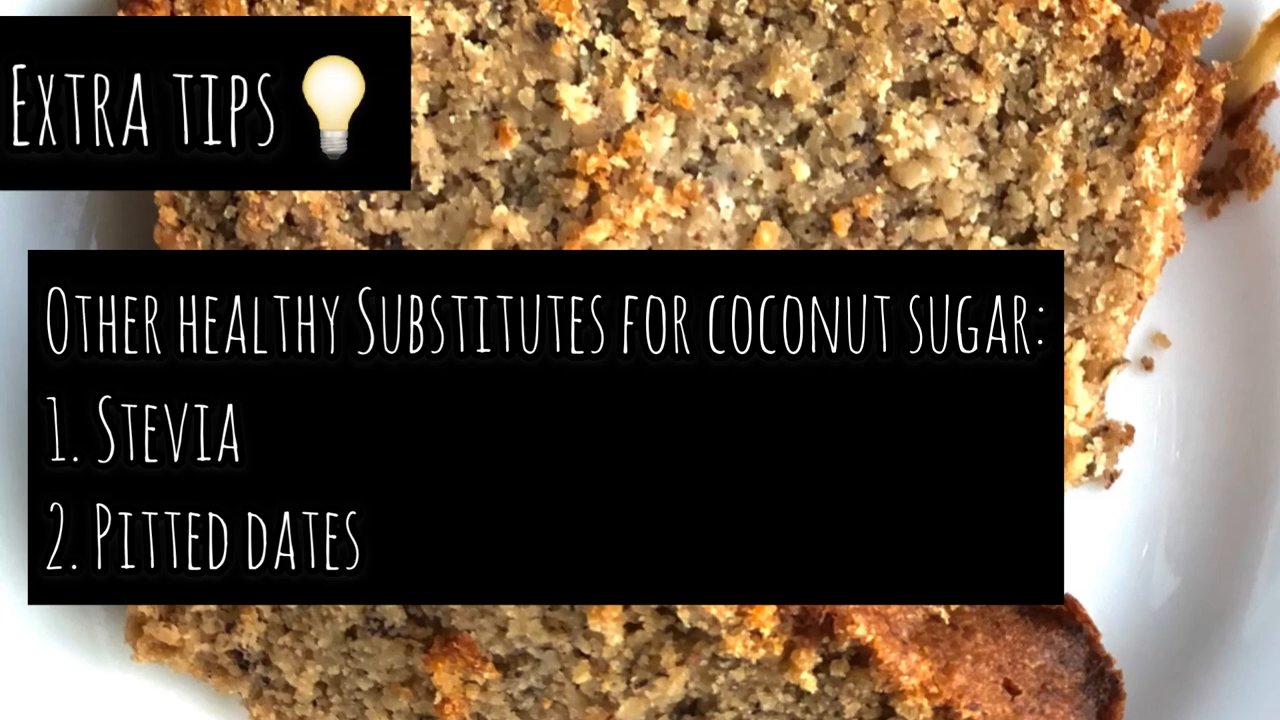 Extra tips 💡
Other healthy Substitutes for coconut sugar:
1. Stevia
2. Pitted dates